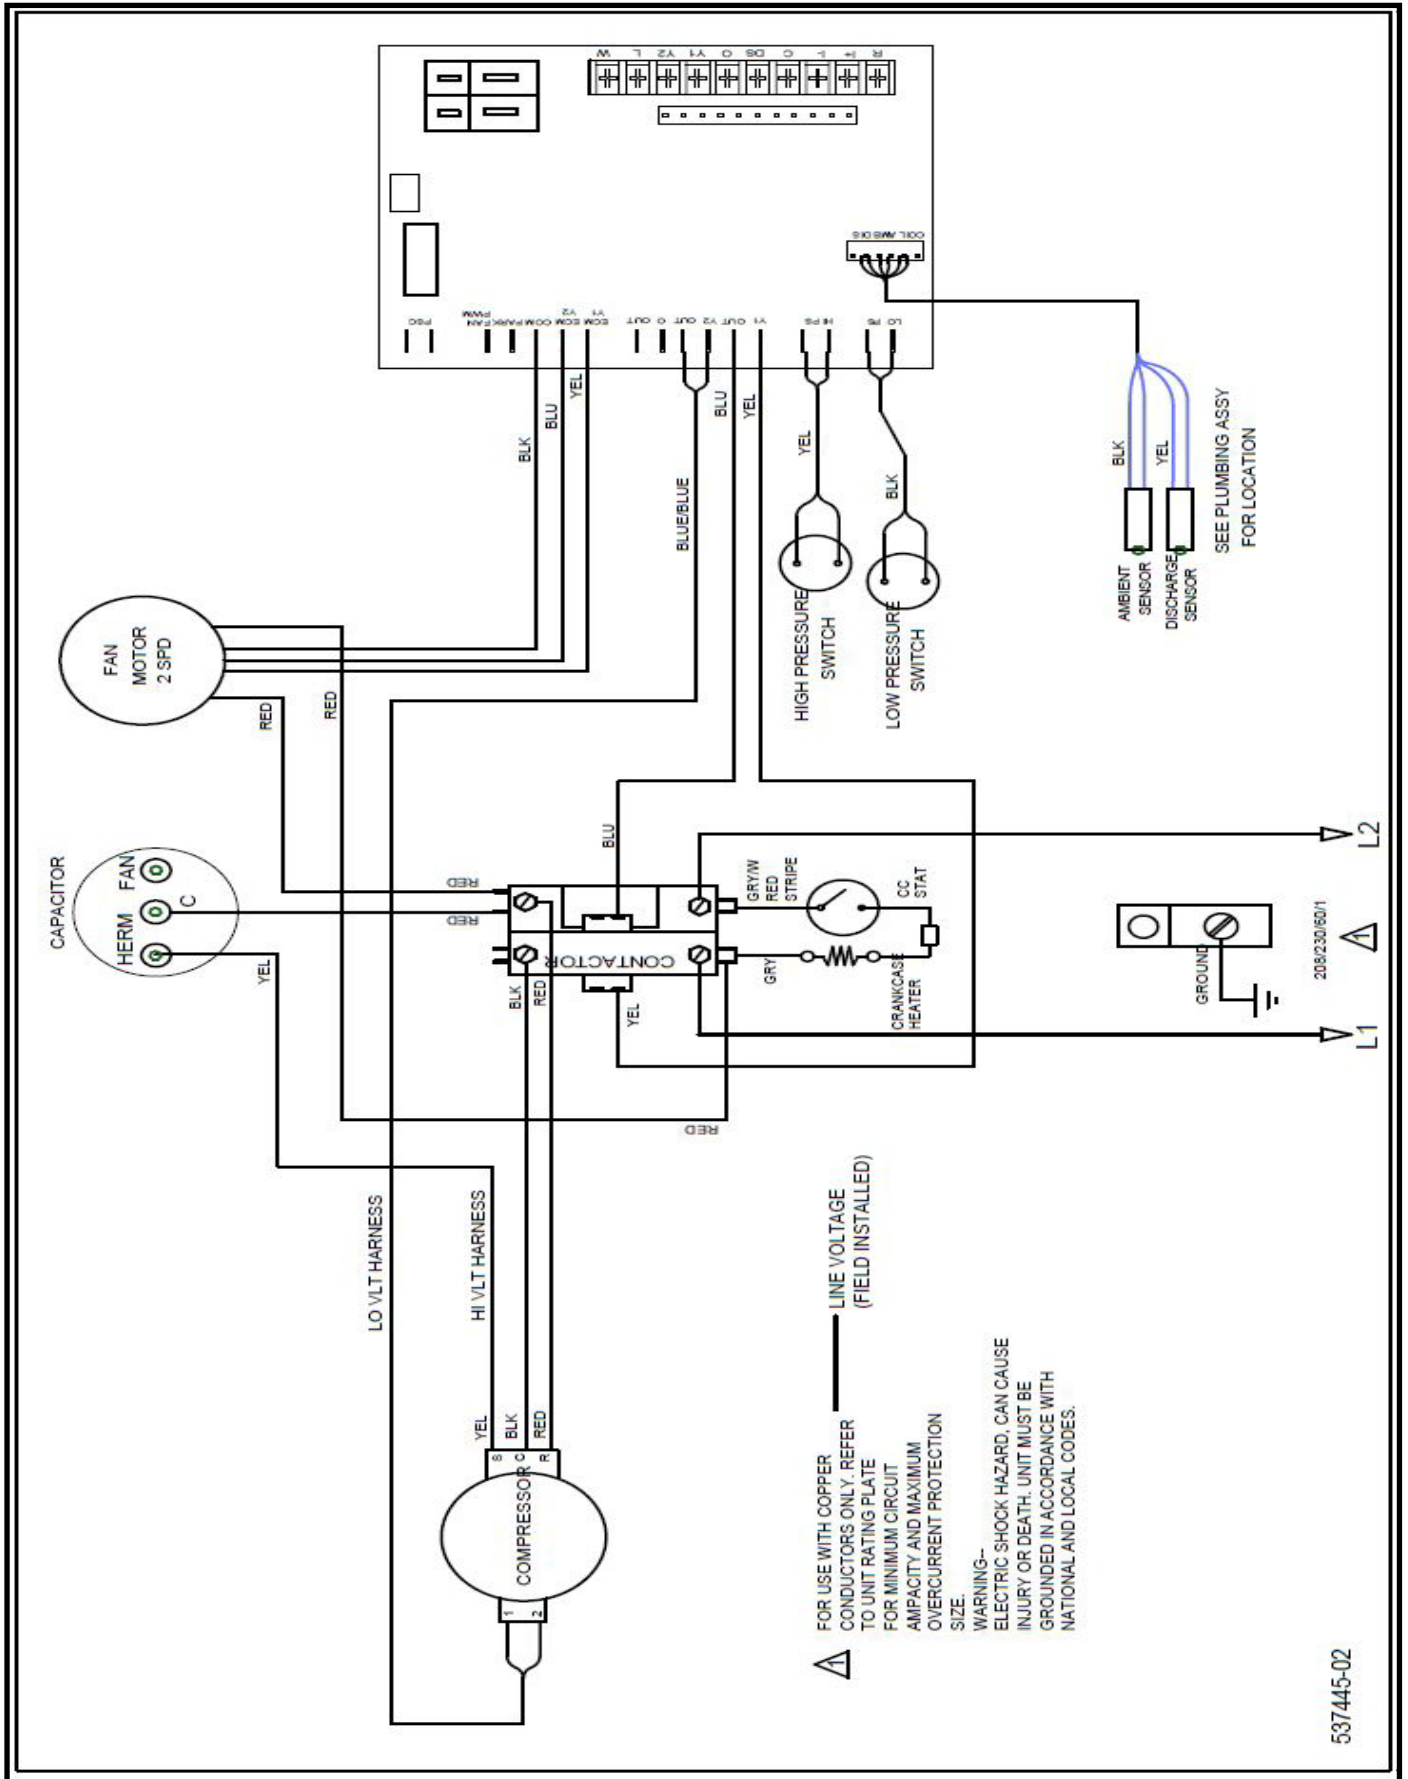 CAPACITOR
HERM
FAN
C
YEL
FAN
MOTOR
2 SPD
RED
RED
W
L
Y2
Y1
O
DS
C
I-
I+
R
COIL AMB DIS
PSC
FAN
PWM
PARK
COM
ECM
Y2
ECM
Y1
O OUT
Y2 OUT
Y1 OUT
HI PS
LO PS
BLK
BLU
YEL
BLUE/BLUE
BLU
YEL
YEL
BLK
HIGH PRESSURE
SWITCH
LOW PRESSURE
SWITCH
BLK
YEL
AMBIENT
SENSOR
DISCHARGE
SENSOR
SEE PLUMBING ASSY
FOR LOCATION
RED
RED
BLU
CONTACTOR
BLK
RED
YEL
GRY/W
RED
STRIPE
CC
STAT
GRY
CRANKCASE
HEATER
RED
GROUND
L2
208/230/60/1
1
L1
LO VLT HARNESS
HI VLT HARNESS
YEL
BLK
RED
S
C
R
COMPRESSOR
1
2
LINE VOLTAGE
(FIELD INSTALLED)
1
FOR USE WITH COPPER
CONDUCTORS ONLY. REFER
TO UNIT RATING PLATE
FOR MINIMUM CIRCUIT
AMPACITY AND MAXIMUM
OVERCURRENT PROTECTION
SIZE.
WARNING--
ELECTRIC SHOCK HAZARD, CAN CAUSE
INJURY OR DEATH. UNIT MUST BE
GROUNDED IN ACCORDANCE WITH
NATIONAL AND LOCAL CODES.
537445-02